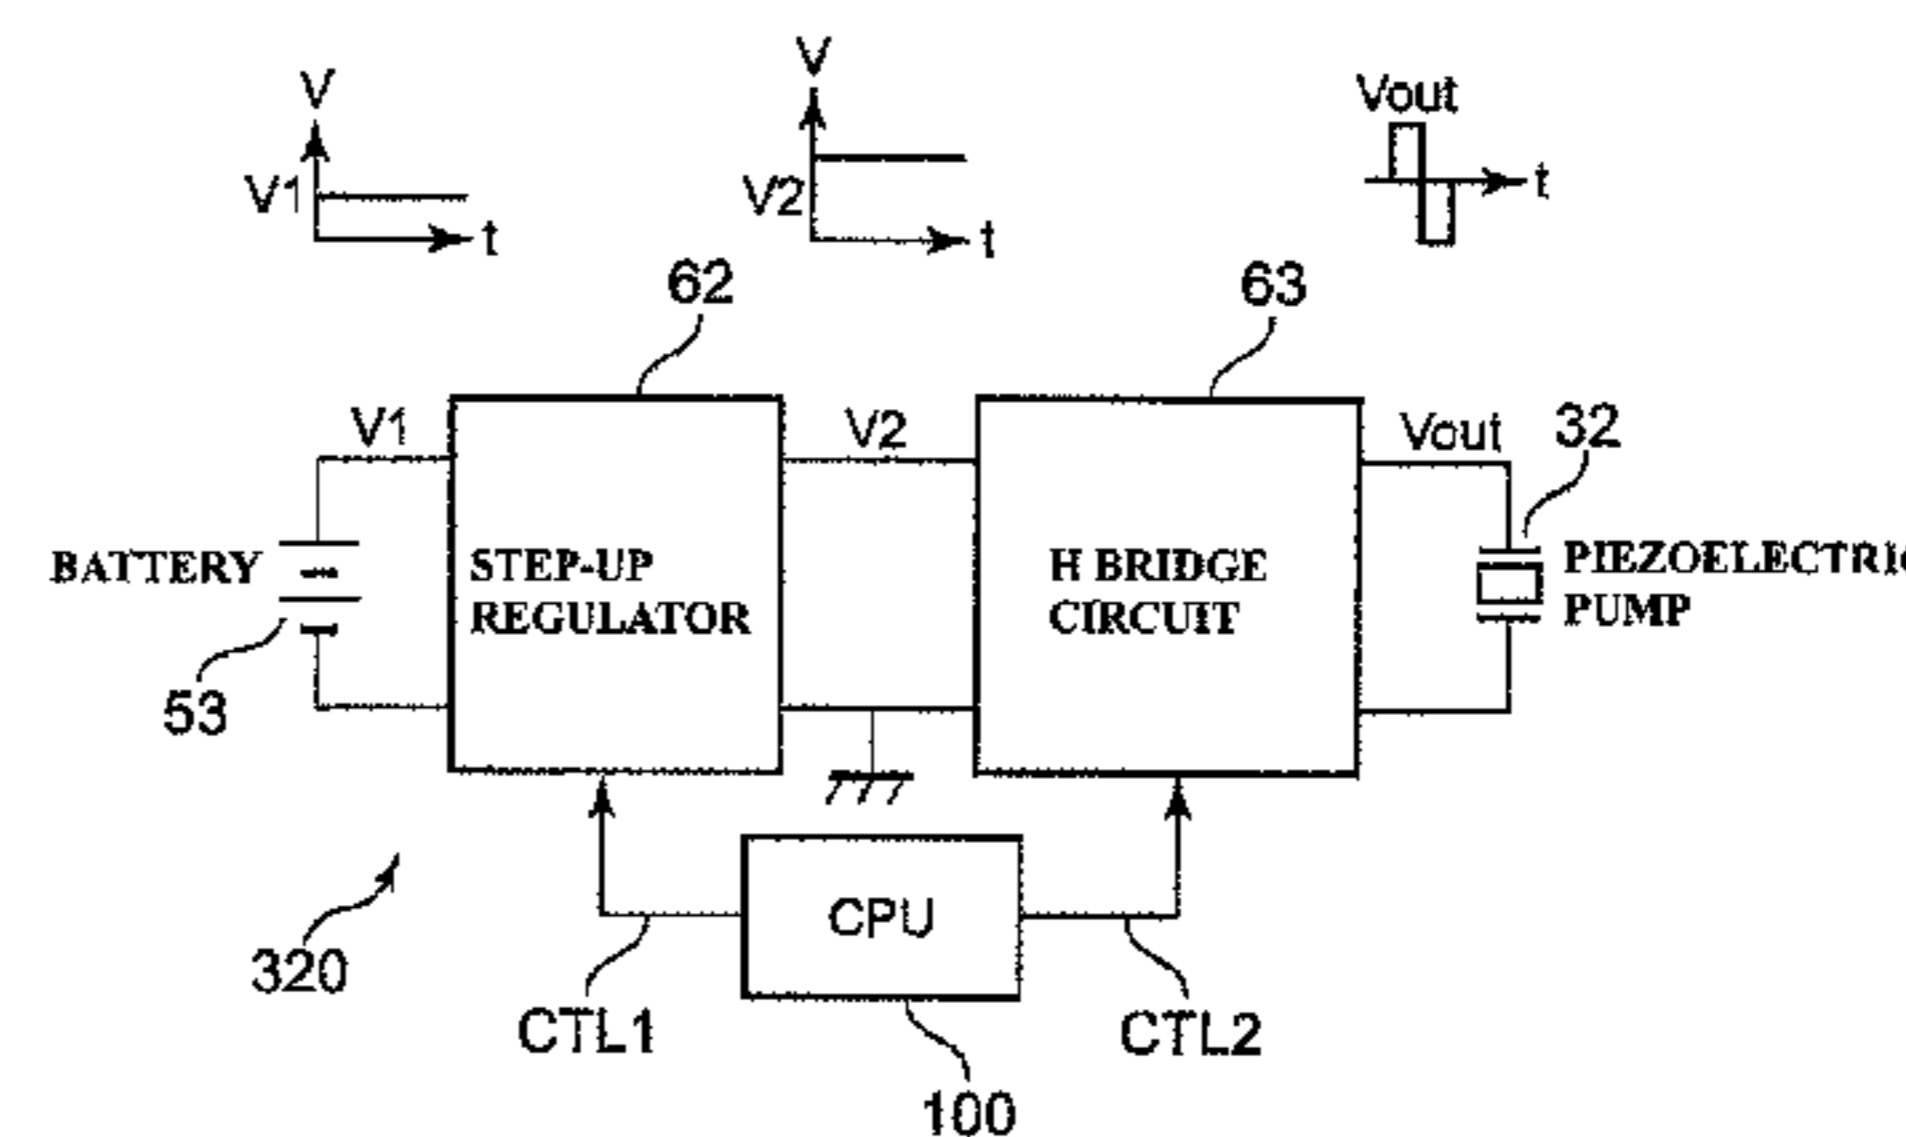 V
V1
t
V
V2
t
Vout
t
62
63
V1
V2
Vout
32
BATTERY
53
STEP-UP
REGULATOR
H BRIDGE
CIRCUIT
PIEZOELECTRIC
PUMP
CPU
320
CTL1
CTL2
100